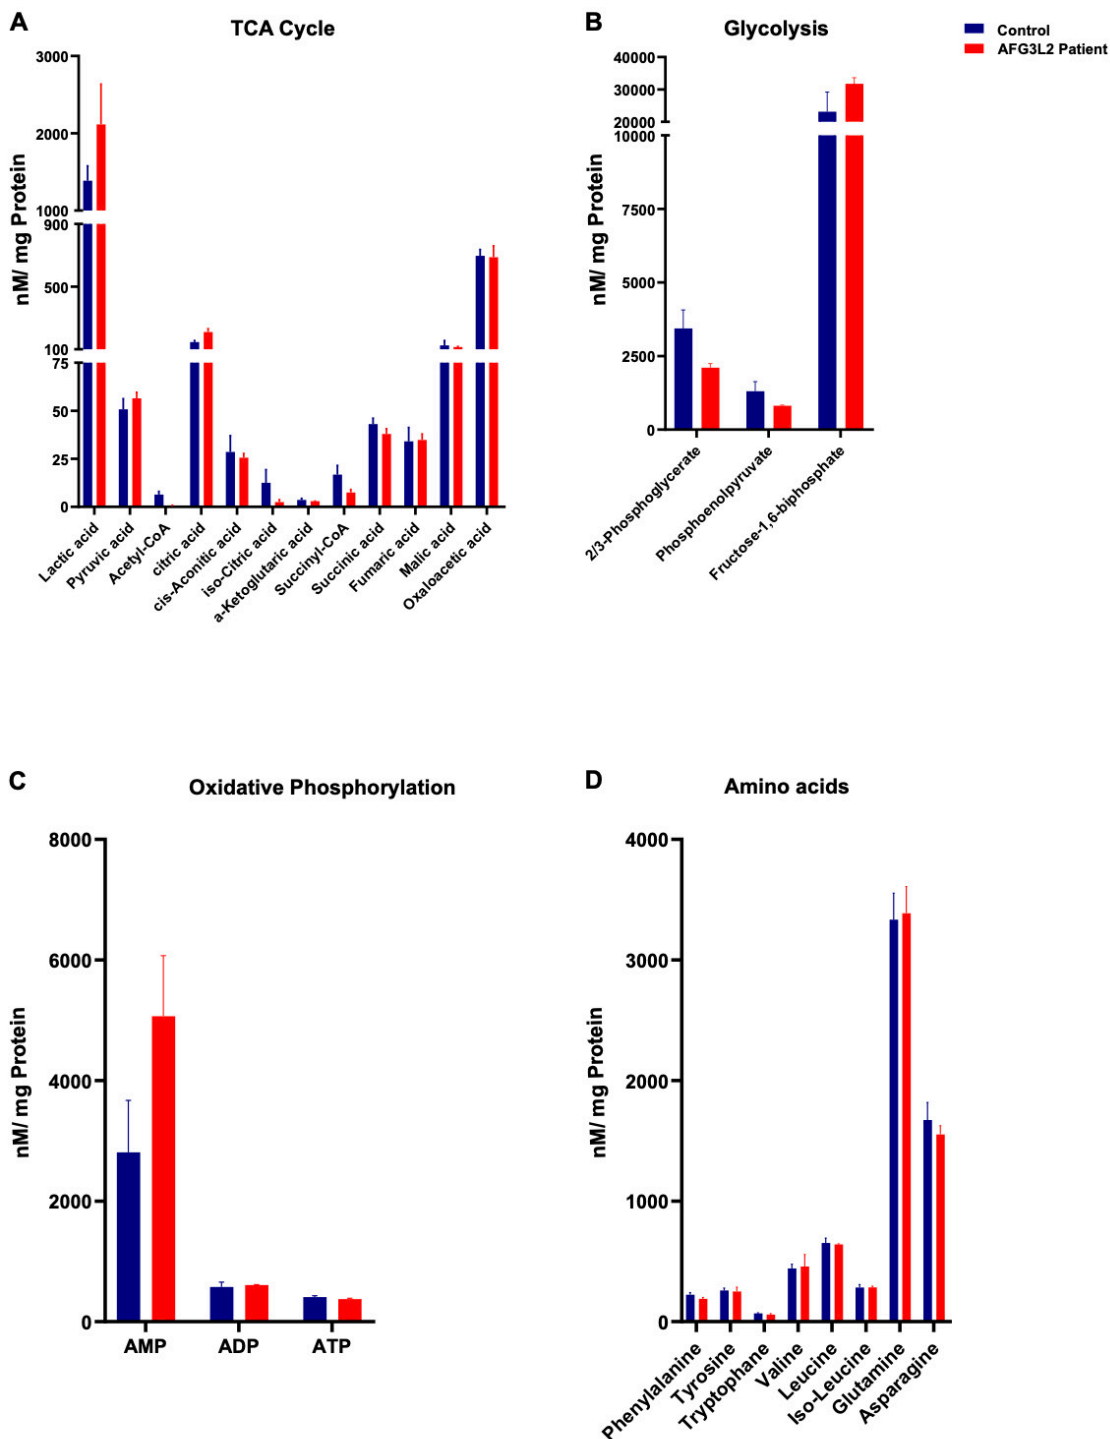 A
TCA Cycle
3000
2000
1000
900
500
100
75
50
25
0
nM/ mg Protein
Lactic acid
Pyruvic acid
Acetyl-CoA
citric acid
cis-Aconitic acid
iso-Citric acid
a-Ketoglutaric acid
Succinyl-CoA
Succinic acid
Fumaric acid
Malic acid
Oxaloacetic acid
B
Glycolysis
40000
30000
20000
10000
7500
5000
2500
0
nM/ mg Protein
2/3-Phosphoglycerate
Phosphoenolpyruvate
Fructose-1,6-biphosphate
Control
AFG3L2 Patient
C
Oxidative Phosphorylation
8000
6000
4000
2000
0
nM/ mg Protein
AMP
ADP
ATP
D
Amino acids
4000
3000
2000
1000
0
nM/ mg Protein
Phenylalanine
Tyrosine
Tryptophane
Valine
Leucine
Iso-Leucine
Glutamine
Asparagine